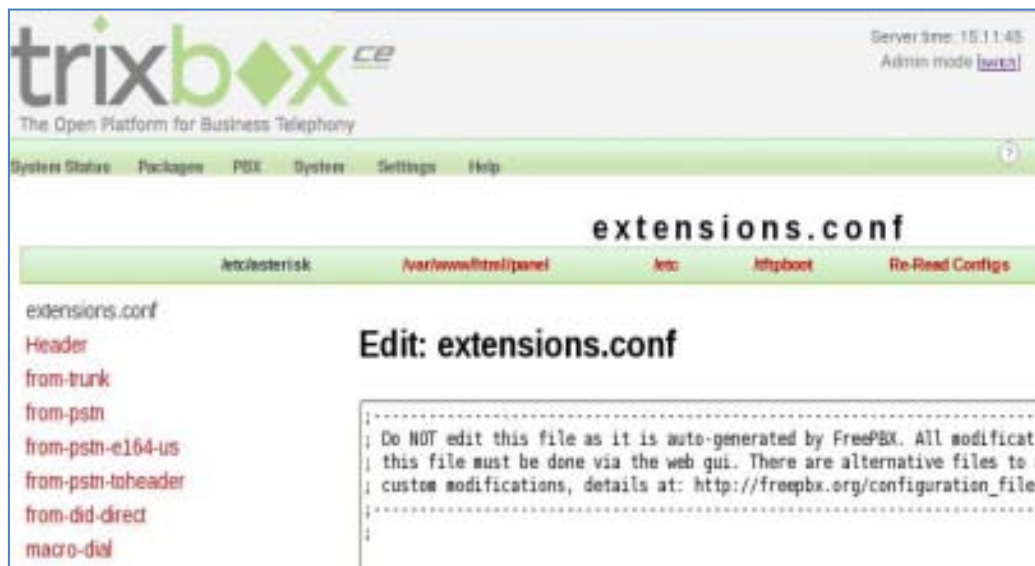 trixbox ce
The Open Platform for Business Telephony
Server time: 15:11:45
Admin mode [switch]
System Status Packages PBX System Settings Help
?
extensions.conf
/etc/asterisk /var/www/html/panel /etc /tftpboot Re-Read Configs
extensions.conf
Header
from-trunk
from-pstn
from-pstn-e164-us
from-pstn-toheader
from-did-direct
macro-dial
Edit: extensions.conf
;--------------------------------------------------------------------------------
; Do NOT edit this file as it is auto-generated by FreePBX. All modificat
; this file must be done via the web gui. There are alternative files to
; custom modifications, details at: http://freepbx.org/configuration_file
;--------------------------------------------------------------------------------
;